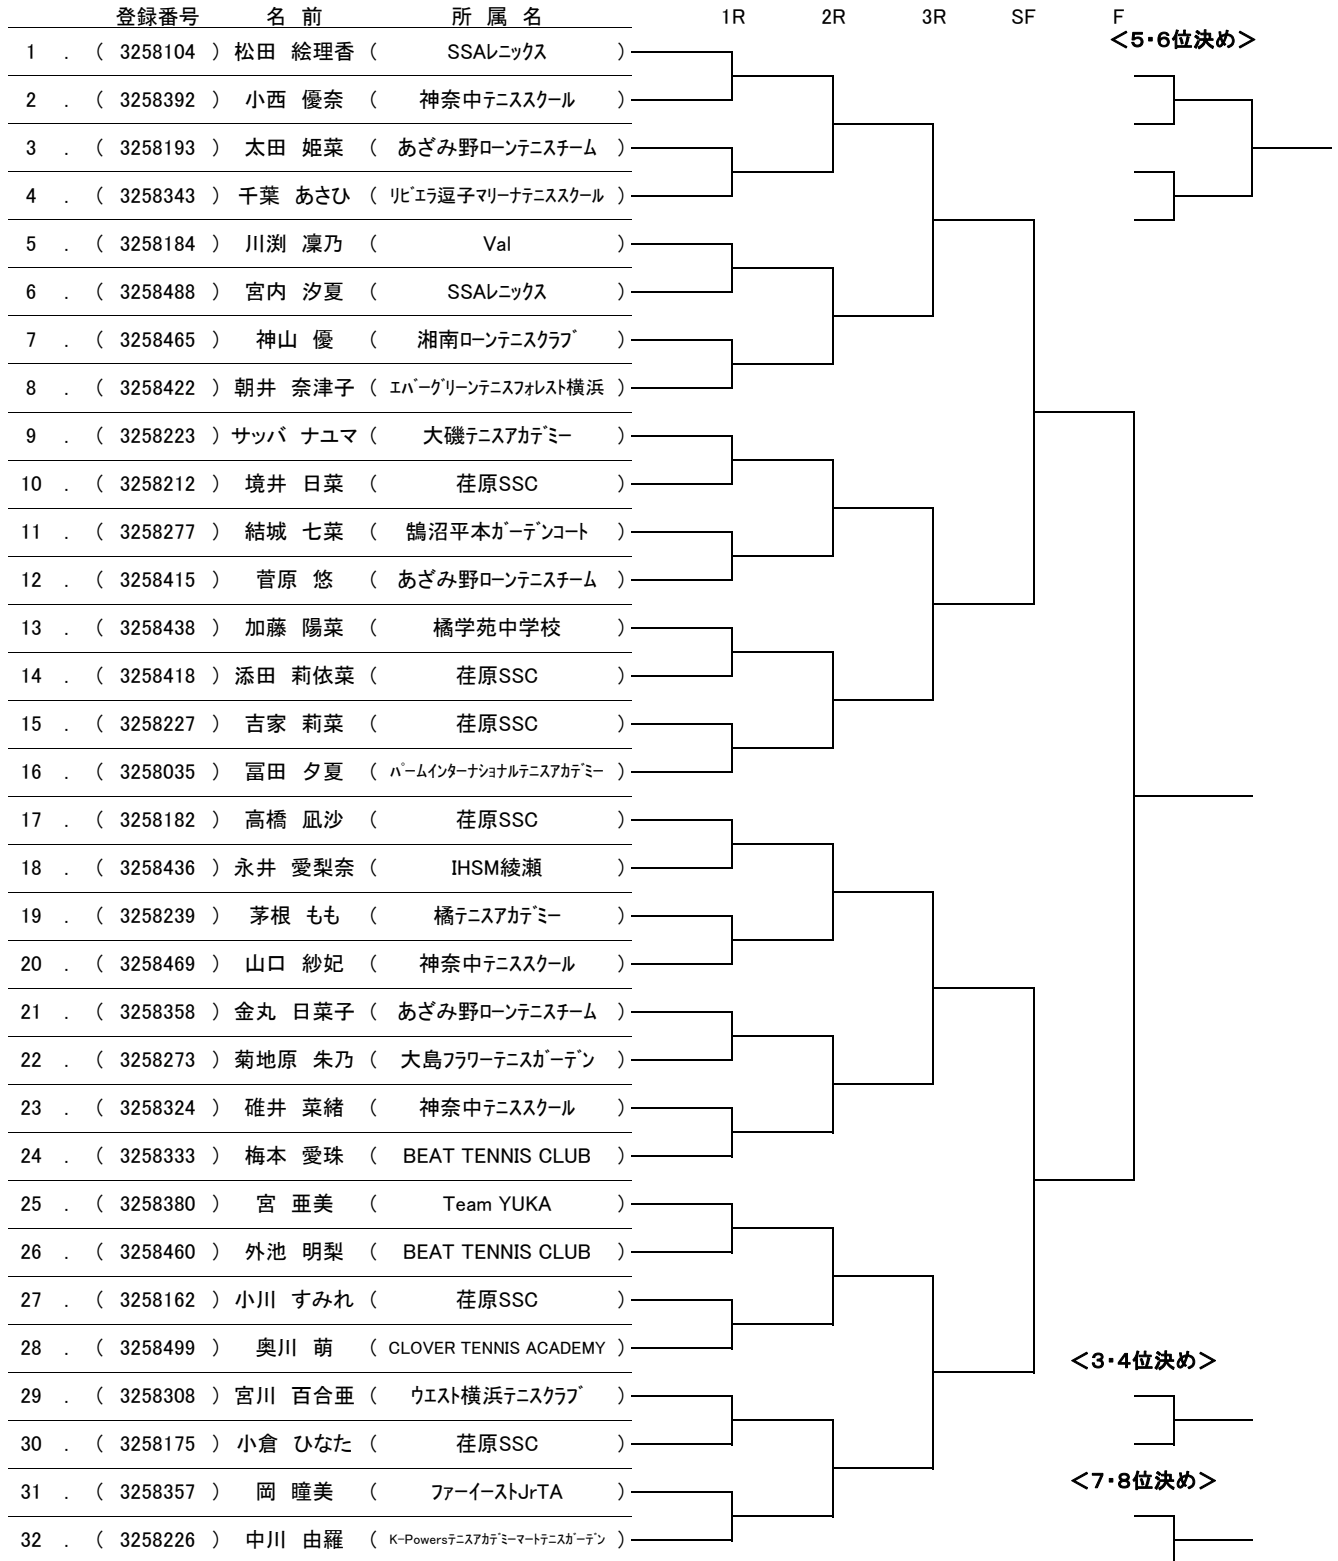 登録番号 名 前 所 属 名 1R 2R 3R SF F
＜5・6位決め＞
1 . ( 3258104 ) 松田 絵理香 ( SSAﾚﾆｯｸｽ )
2 . ( 3258392 ) 小西 優奈 ( 神奈中ﾃﾆｽｽｸｰﾙ )
3 . ( 3258193 ) 太田 姫菜 ( あざみ野ﾛｰﾝﾃﾆｽﾁｰﾑ )
4 . ( 3258343 ) 千葉 あさひ ( ﾘﾋﾞｴﾗ逗子ﾏﾘｰﾅﾃﾆｽｽｸｰﾙ )
5 . ( 3258184 ) 川渕 凜乃 ( Val )
6 . ( 3258488 ) 宮内 汐夏 ( SSAﾚﾆｯｸｽ )
7 . ( 3258465 ) 神山 優 ( 湘南ﾛｰﾝﾃﾆｽｸﾗﾌﾞ )
8 . ( 3258422 ) 朝井 奈津子 ( ｴﾊﾞｰｸﾞﾘｰﾝﾃﾆｽﾌｫﾚｽﾄ横浜 )
9 . ( 3258223 ) サッバ ナユマ ( 大磯ﾃﾆｽｱｶﾃﾞﾐｰ )
10 . ( 3258212 ) 境井 日菜 ( 荏原SSC )
11 . ( 3258277 ) 結城 七菜 ( 鵠沼平本ｶﾞｰﾃﾞﾝｺｰﾄ )
12 . ( 3258415 ) 菅原 悠 ( あざみ野ﾛｰﾝﾃﾆｽﾁｰﾑ )
13 . ( 3258438 ) 加藤 陽菜 ( 橘学苑中学校 )
14 . ( 3258418 ) 添田 莉依菜 ( 荏原SSC )
15 . ( 3258227 ) 吉家 莉菜 ( 荏原SSC )
16 . ( 3258035 ) 冨田 夕夏 ( ﾊﾟｰﾑｲﾝﾀｰﾅｼｮﾅﾙﾃﾆｽｱｶﾃﾞﾐｰ )
17 . ( 3258182 ) 高橋 凪沙 ( 荏原SSC )
18 . ( 3258436 ) 永井 愛梨奈 ( IHSM綾瀬 )
19 . ( 3258239 ) 茅根 もも ( 橘ﾃﾆｽｱｶﾃﾞﾐｰ )
20 . ( 3258469 ) 山口 紗妃 ( 神奈中ﾃﾆｽｽｸｰﾙ )
21 . ( 3258358 ) 金丸 日菜子 ( あざみ野ﾛｰﾝﾃﾆｽﾁｰﾑ )
22 . ( 3258273 ) 菊地原 朱乃 ( 大島ﾌﾗﾜｰﾃﾆｽｶﾞｰﾃﾞﾝ )
23 . ( 3258324 ) 碓井 菜緒 ( 神奈中ﾃﾆｽｽｸｰﾙ )
24 . ( 3258333 ) 梅本 愛珠 ( BEAT TENNIS CLUB )
25 . ( 3258380 ) 宮 亜美 ( Team YUKA )
26 . ( 3258460 ) 外池 明梨 ( BEAT TENNIS CLUB )
27 . ( 3258162 ) 小川 すみれ ( 荏原SSC )
28 . ( 3258499 ) 奥川 萌 ( CLOVER TENNIS ACADEMY )
＜3・4位決め＞
29 . ( 3258308 ) 宮川 百合亜 ( ｳｴｽﾄ横浜ﾃﾆｽｸﾗﾌﾞ )
30 . ( 3258175 ) 小倉 ひなた ( 荏原SSC )
＜7・8位決め＞
31 . ( 3258357 ) 岡 瞳美 ( ﾌｧｰｲｰｽﾄJrTA )
32 . ( 3258226 ) 中川 由羅 ( K-Powersﾃﾆｽｱｶﾃﾞﾐｰﾏｰﾄﾃﾆｽｶﾞｰﾃﾞﾝ )